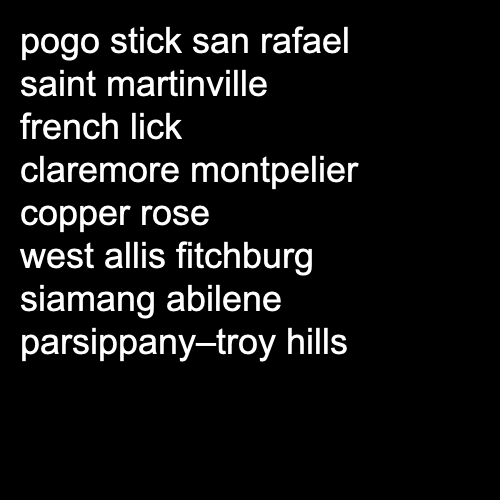 pogo stick san rafael
saint martinville
french lick
claremore montpelier
copper rose
west allis fitchburg
siamang abilene
parsippany–troy hills